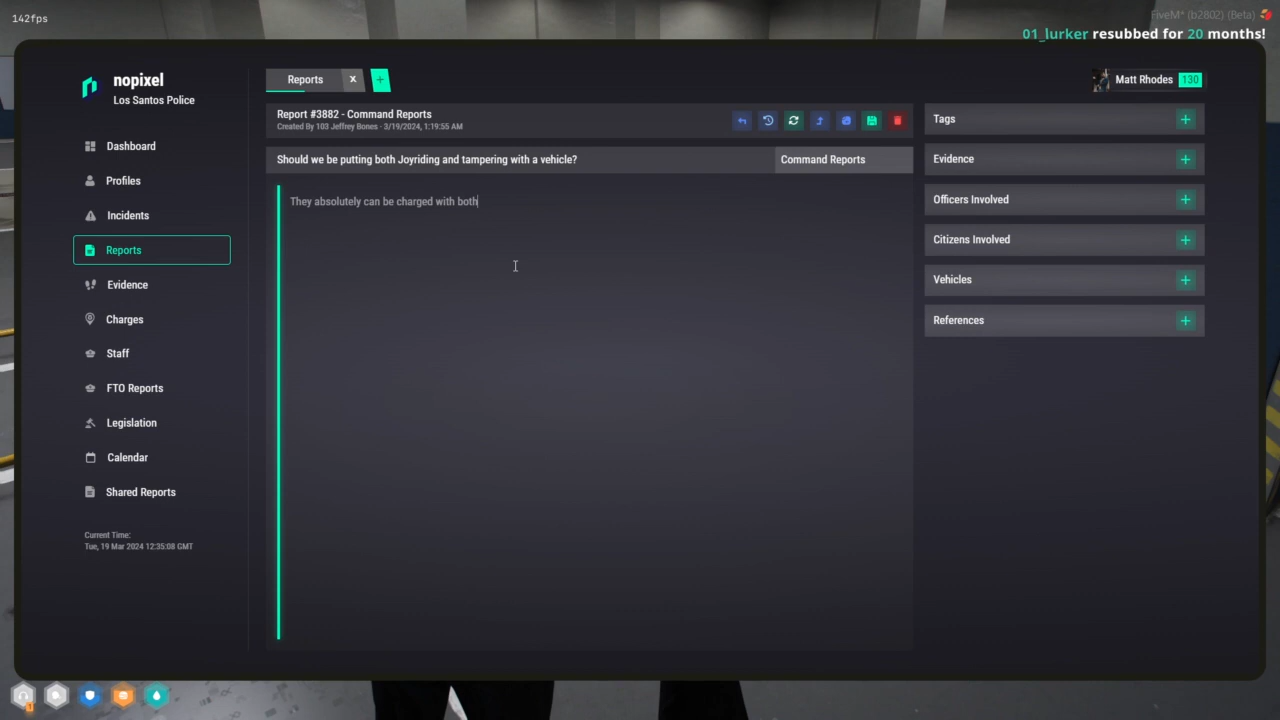 142fps
FiveM* (b2802) (Beta)
01_lurker resubbed for 20 months!
nopixel
Los Santos Police
Reports x +
Matt Rhodes 130
Report #3882 - Command Reports
Created By 103 Jeffrey Bones - 3/19/2024, 1:19:55 AM
Should we be putting both Joyriding and tampering with a vehicle?
Command Reports
They absolutely can be charged with both
Dashboard
Profiles
Incidents
Reports
Evidence
Charges
Staff
FTO Reports
Legislation
Calendar
Shared Reports
Current Time:
Tue, 19 Mar 2024 12:35:08 GMT
Tags +
Evidence +
Officers Involved +
Citizens Involved +
Vehicles +
References +
1